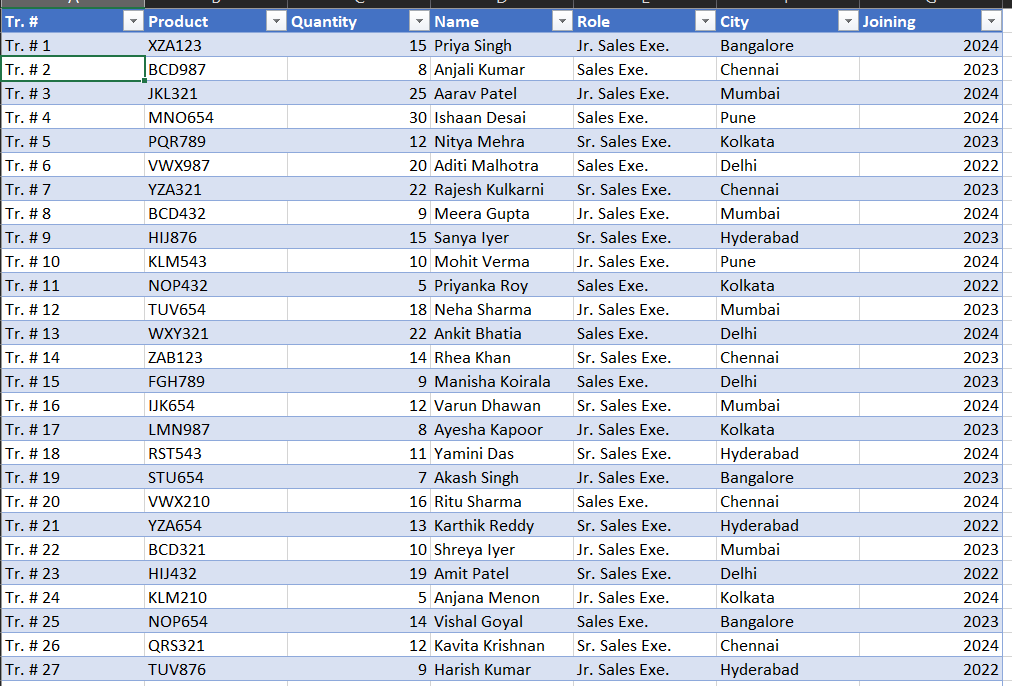 Tr. # Product Quantity Name Role City Joining
Tr. # 1 XZA123 15 Priya Singh Jr. Sales Exe. Bangalore 2024
Tr. # 2 BCD987 8 Anjali Kumar Sales Exe. Chennai 2023
Tr. # 3 JKL321 25 Aarav Patel Jr. Sales Exe. Mumbai 2024
Tr. # 4 MNO654 30 Ishaan Desai Sales Exe. Pune 2024
Tr. # 5 PQR789 12 Nitya Mehra Sr. Sales Exe. Kolkata 2023
Tr. # 6 VWX987 20 Aditi Malhotra Sales Exe. Delhi 2022
Tr. # 7 YZA321 22 Rajesh Kulkarni Sr. Sales Exe. Chennai 2023
Tr. # 8 BCD432 9 Meera Gupta Jr. Sales Exe. Mumbai 2024
Tr. # 9 HIJ876 15 Sanya Iyer Sr. Sales Exe. Hyderabad 2023
Tr. # 10 KLM543 10 Mohit Verma Jr. Sales Exe. Pune 2024
Tr. # 11 NOP432 5 Priyanka Roy Sales Exe. Kolkata 2022
Tr. # 12 TUV654 18 Neha Sharma Jr. Sales Exe. Mumbai 2023
Tr. # 13 WXY321 22 Ankit Bhatia Sales Exe. Delhi 2024
Tr. # 14 ZAB123 14 Rhea Khan Sr. Sales Exe. Chennai 2023
Tr. # 15 FGH789 9 Manisha Koirala Sales Exe. Delhi 2023
Tr. # 16 IJK654 12 Varun Dhawan Sr. Sales Exe. Mumbai 2024
Tr. # 17 LMN987 8 Ayesha Kapoor Jr. Sales Exe. Kolkata 2023
Tr. # 18 RST543 11 Yamini Das Sr. Sales Exe. Hyderabad 2024
Tr. # 19 STU654 7 Akash Singh Jr. Sales Exe. Bangalore 2023
Tr. # 20 VWX210 16 Ritu Sharma Sales Exe. Chennai 2024
Tr. # 21 YZA654 13 Karthik Reddy Sr. Sales Exe. Hyderabad 2022
Tr. # 22 BCD321 10 Shreya Iyer Jr. Sales Exe. Mumbai 2023
Tr. # 23 HIJ432 19 Amit Patel Sr. Sales Exe. Delhi 2022
Tr. # 24 KLM210 5 Anjana Menon Jr. Sales Exe. Kolkata 2024
Tr. # 25 NOP654 14 Vishal Goyal Sales Exe. Bangalore 2023
Tr. # 26 QRS321 12 Kavita Krishnan Sr. Sales Exe. Chennai 2024
Tr. # 27 TUV876 9 Harish Kumar Jr. Sales Exe. Hyderabad 2022